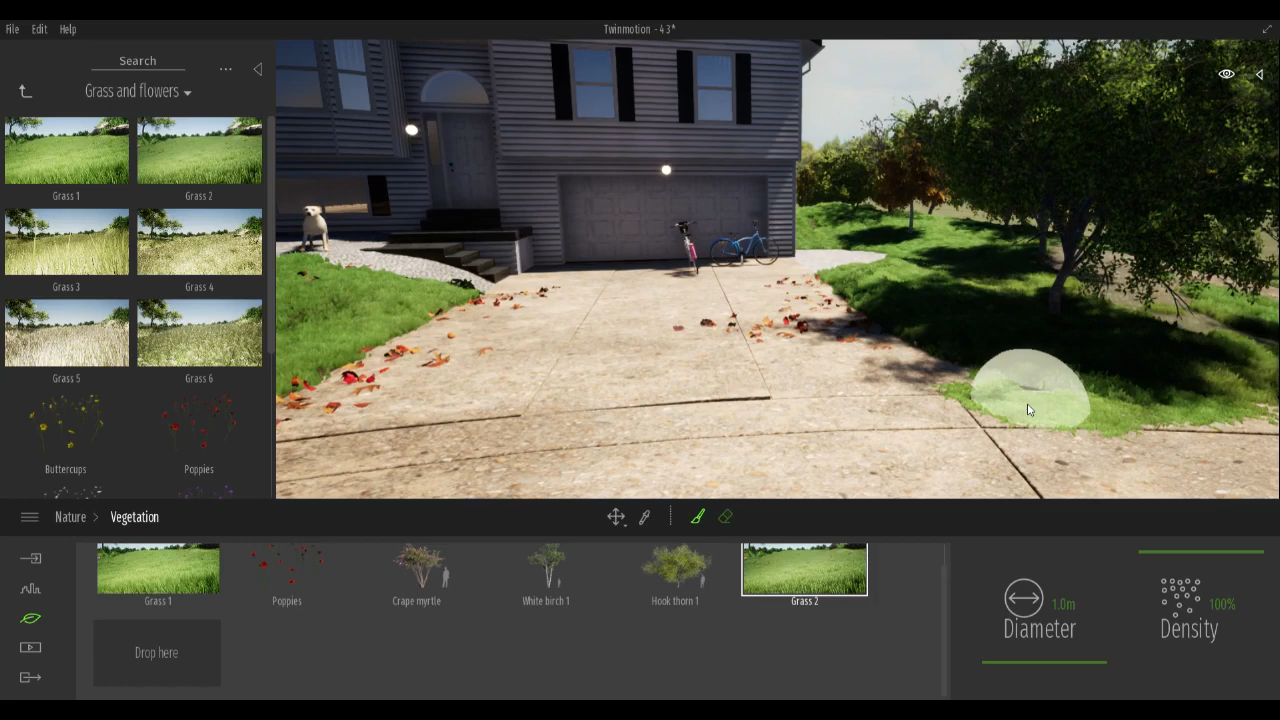 File Edit Help
Twinmotion - 4 3*
Search
...
Grass and flowers
Grass 1
Grass 2
Grass 3
Grass 4
Grass 5
Grass 6
Buttercups
Poppies
Nature > Vegetation
Grass 1
Poppies
Crape myrtle
White birch 1
Hook thorn 1
Grass 2
Drop here
1.0m
Diameter
100%
Density